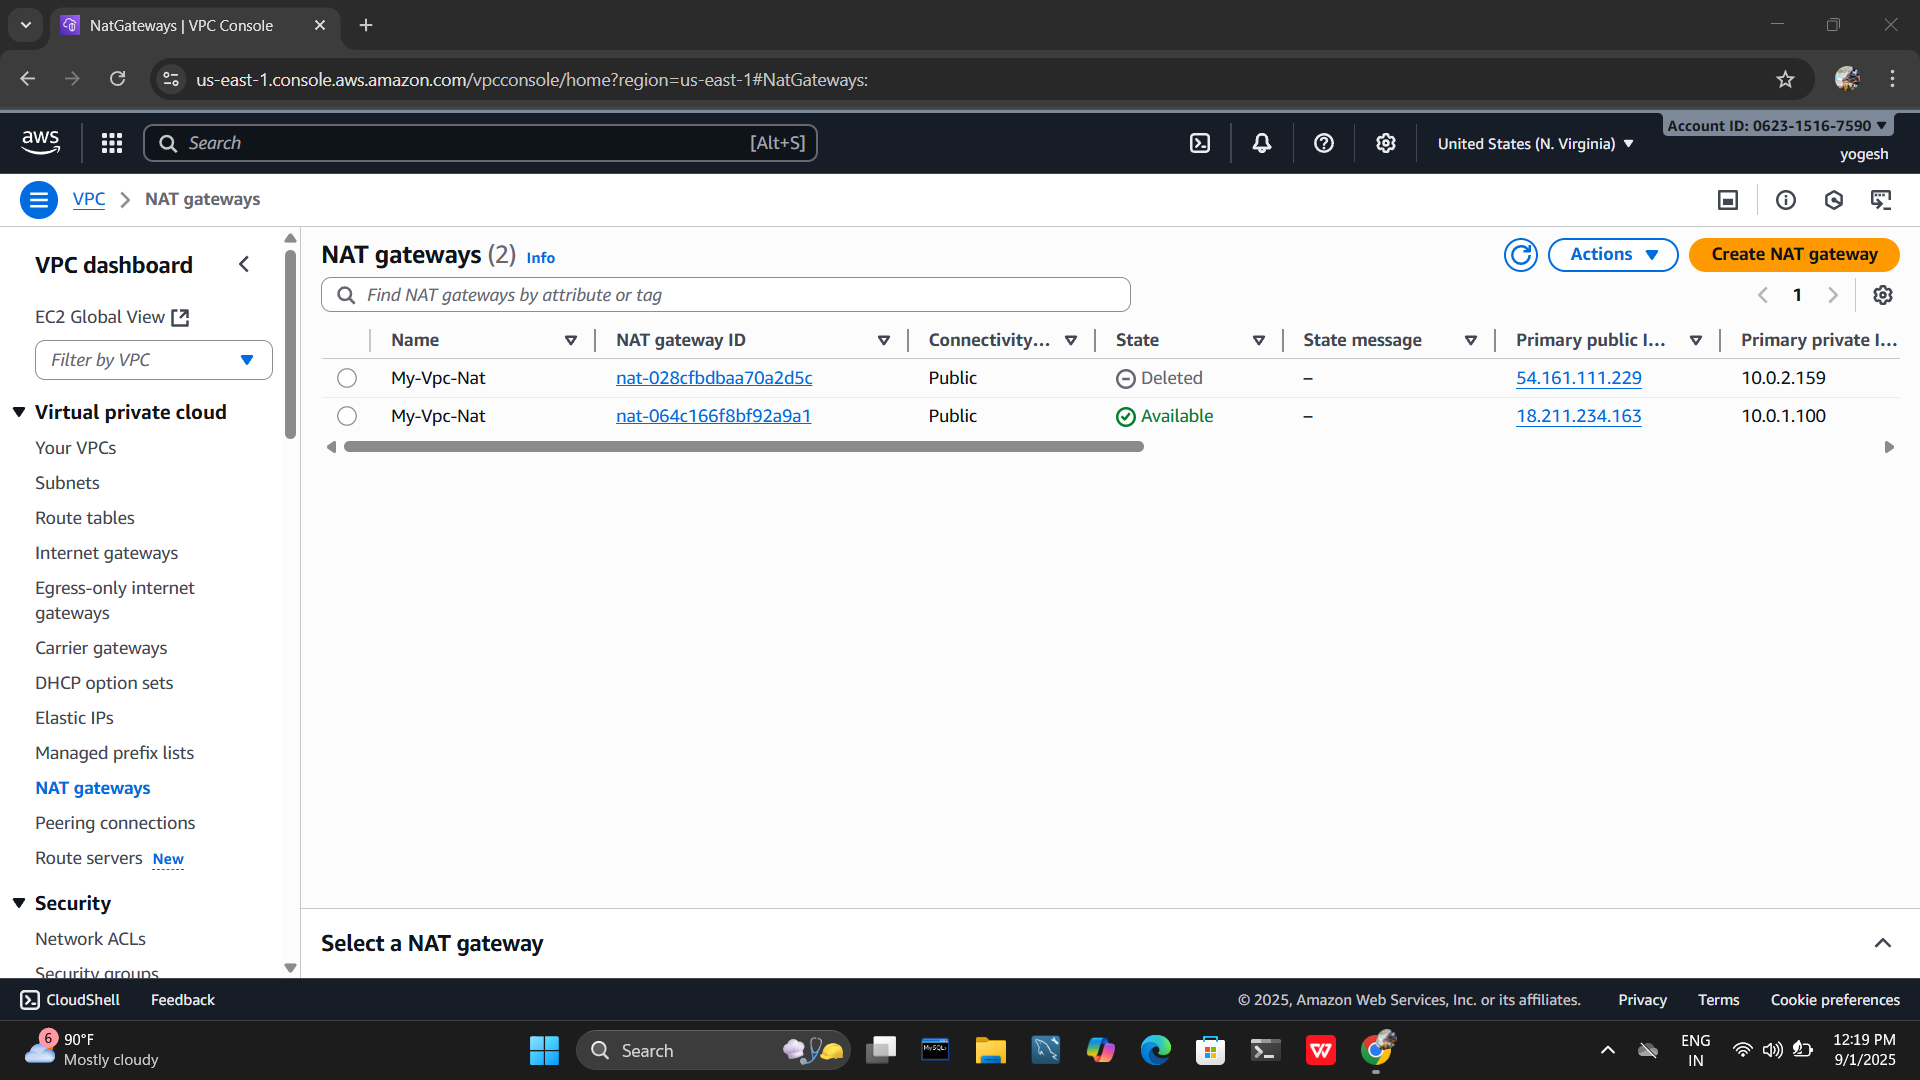 NatGateways | VPC Console
us-east-1.console.aws.amazon.com/vpcconsole/home?region=us-east-1#NatGateways:
aws
Search [Alt+S]
United States (N. Virginia)
Account ID: 0623-1516-7590
yogesh
VPC NAT gateways
VPC dashboard
EC2 Global View
Filter by VPC
Virtual private cloud
Your VPCs
Subnets
Route tables
Internet gateways
Egress-only internet
gateways
Carrier gateways
DHCP option sets
Elastic IPs
Managed prefix lists
NAT gateways
Peering connections
Route servers New
Security
Network ACLs
Security groups
NAT gateways (2) Info
Actions
Create NAT gateway
Find NAT gateways by attribute or tag
1
Name NAT gateway ID Connectivity... State State message Primary public I... Primary private I...
My-Vpc-Nat nat-028cfbdbaa70a2d5c Public Deleted – 54.161.111.229 10.0.2.159
My-Vpc-Nat nat-064c166f8bf92a9a1 Public Available – 18.211.234.163 10.0.1.100
Select a NAT gateway
CloudShell Feedback © 2025, Amazon Web Services, Inc. or its affiliates. Privacy Terms Cookie preferences
6
90°F
Mostly cloudy
Search
MySQL
W
ENG
IN
12:19 PM
9/1/2025